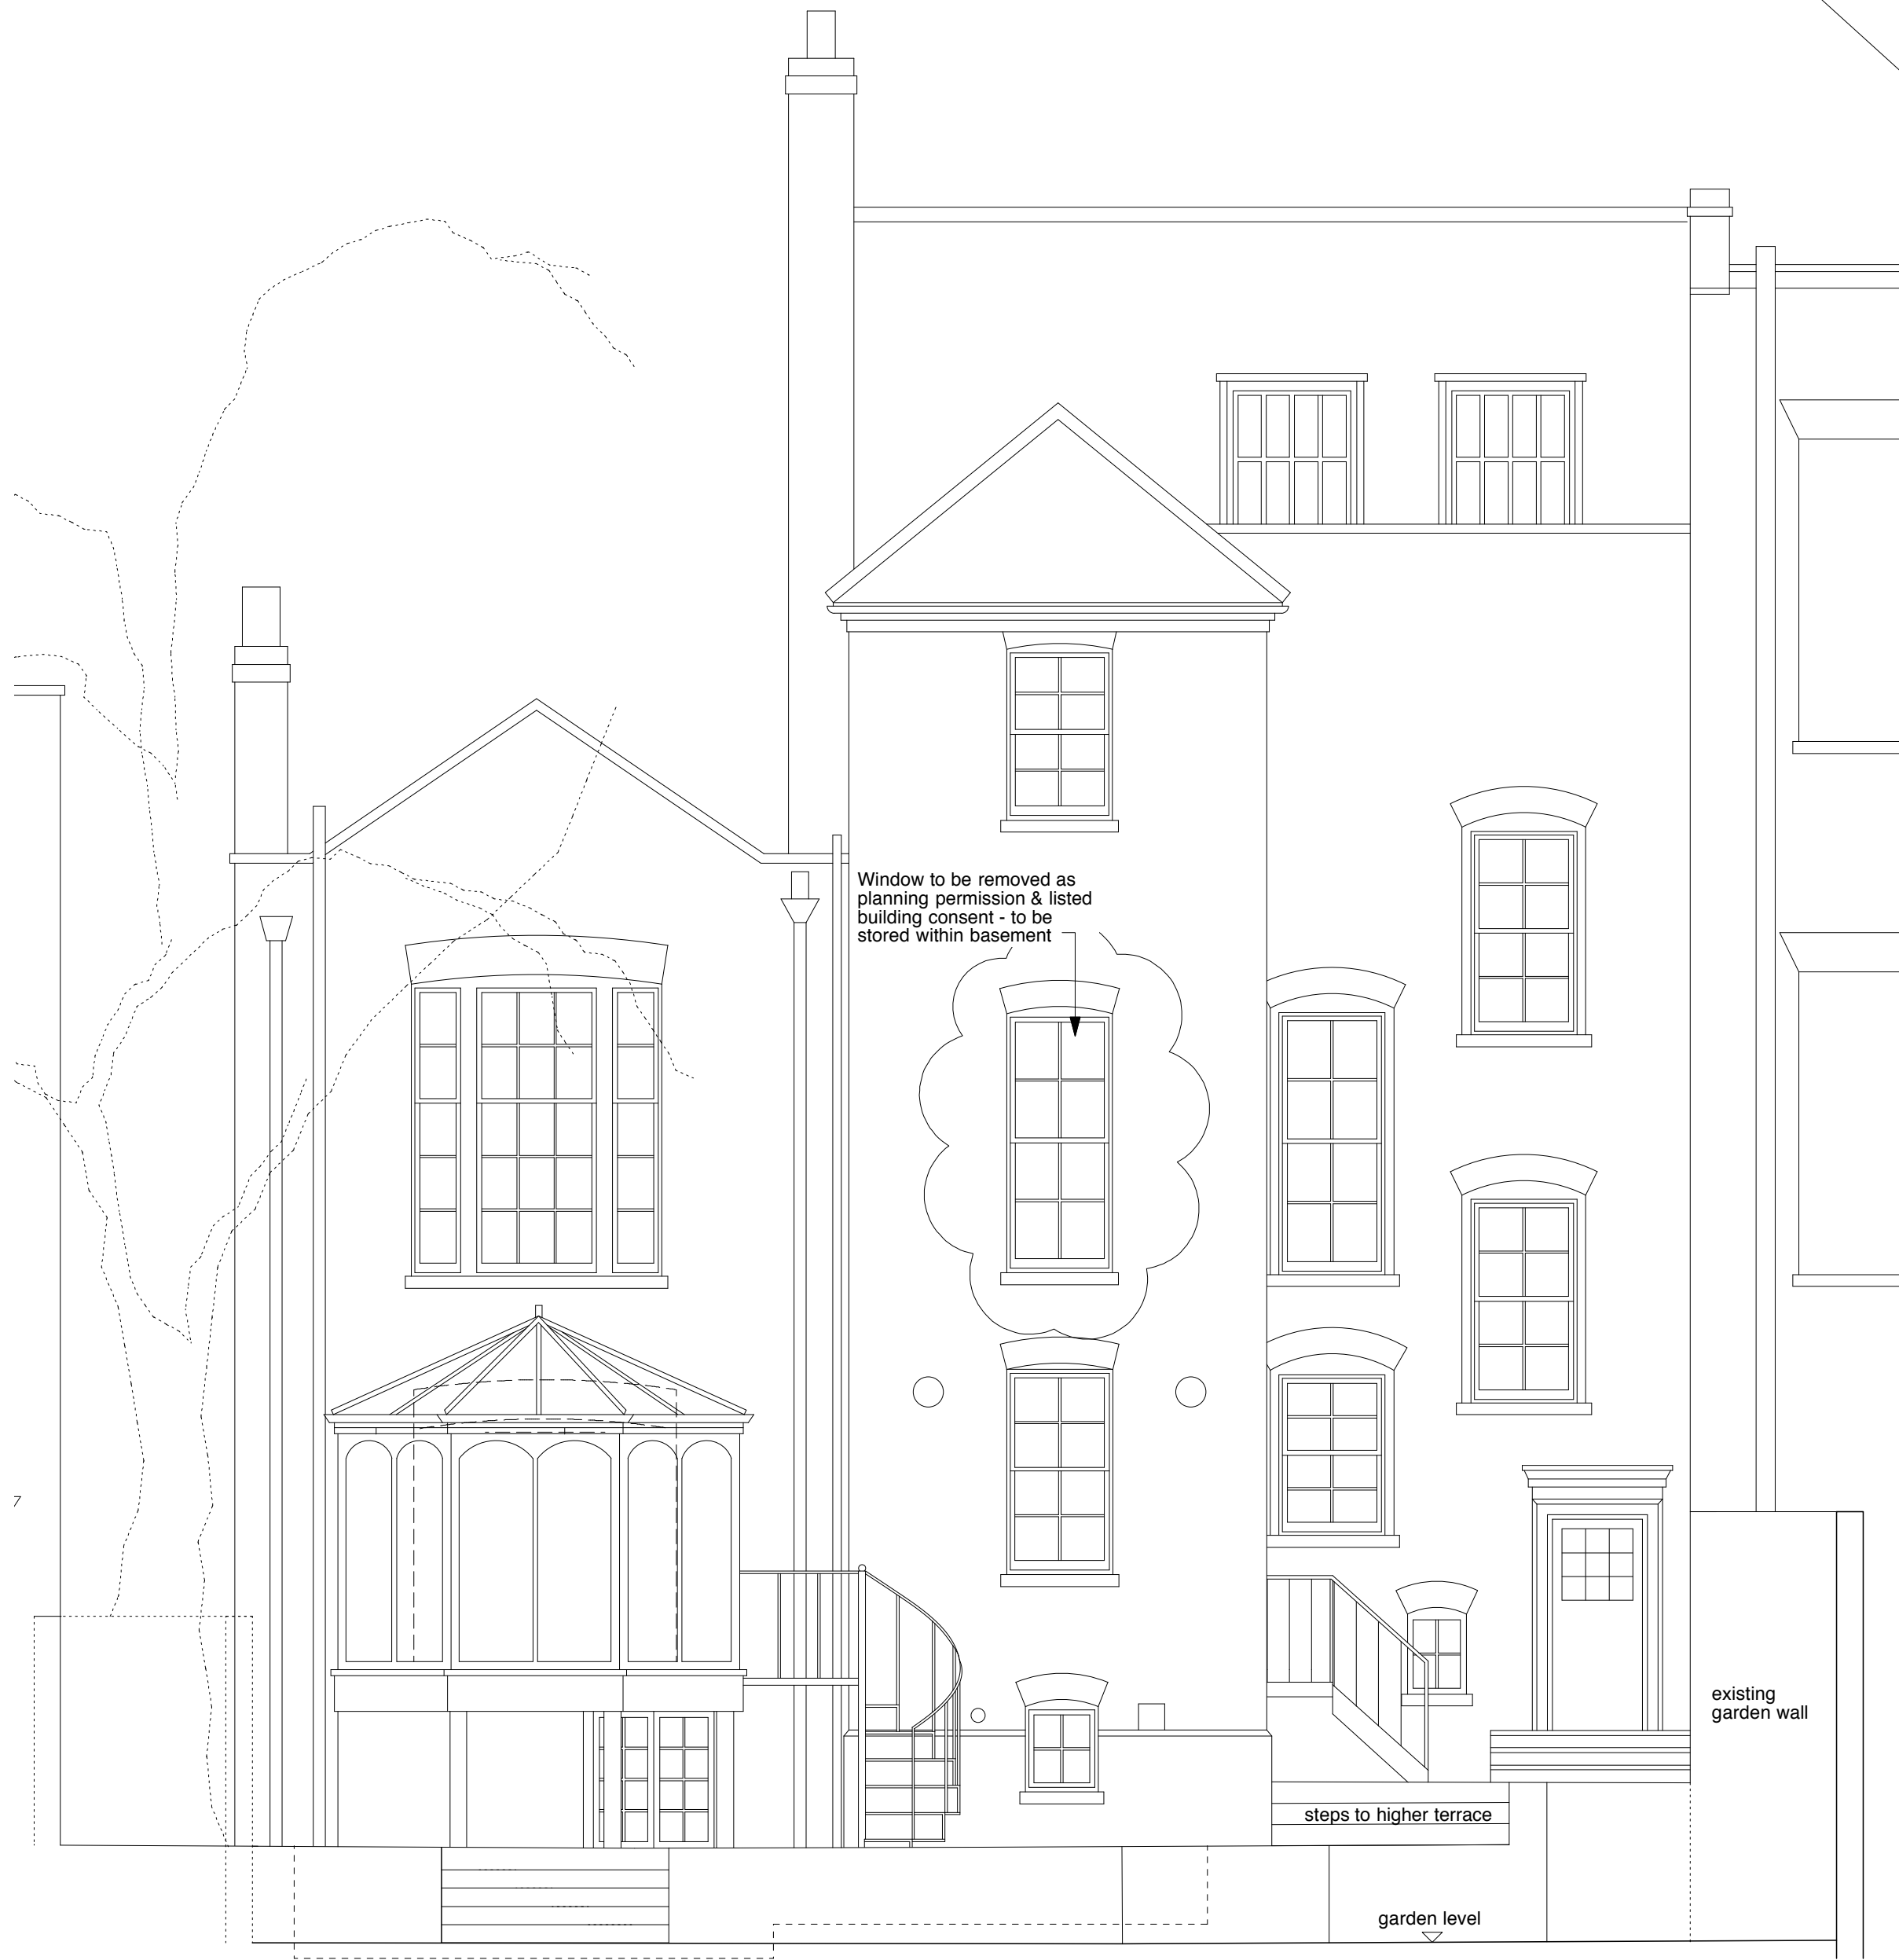 Window to be removed as
planning permission & listed
building consent - to be
stored within basement
7
existing
garden wall
steps to higher terrace
garden level